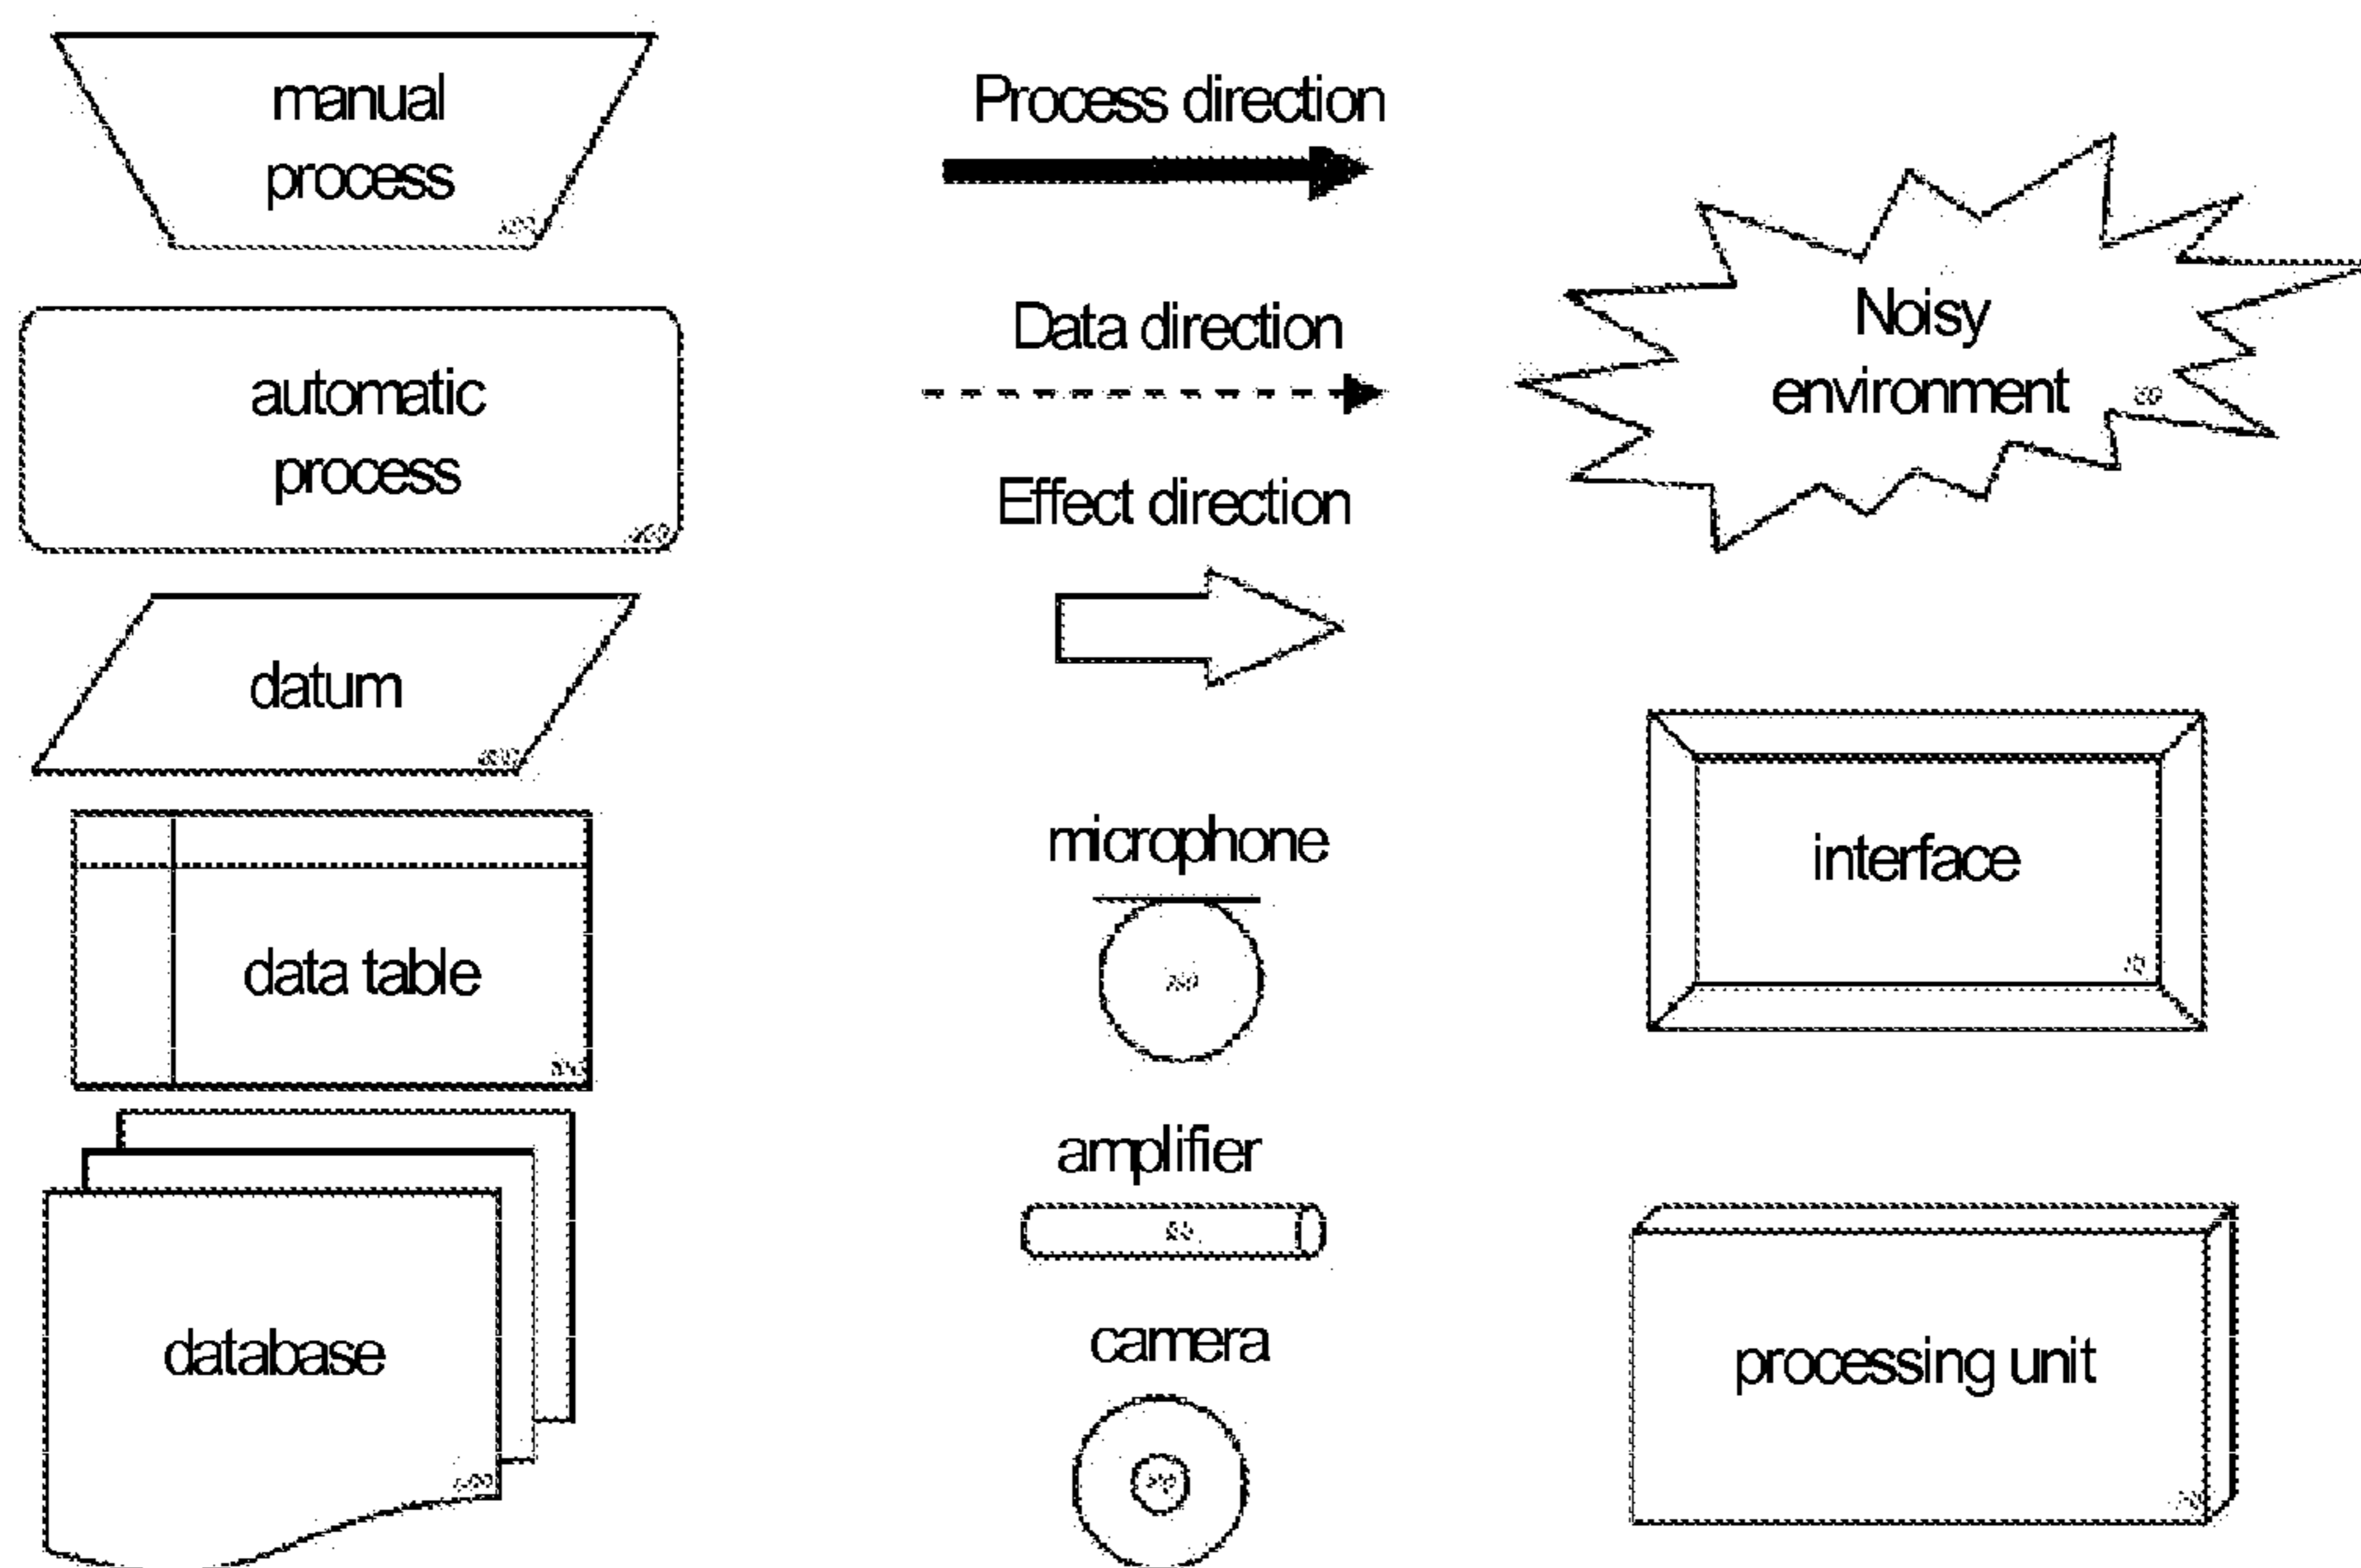 manual
process
automatic
process
datum
data table
database
Process direction
Data direction
Effect direction
microphone
amplifier
camera
Noisy
environment
interface
processing unit